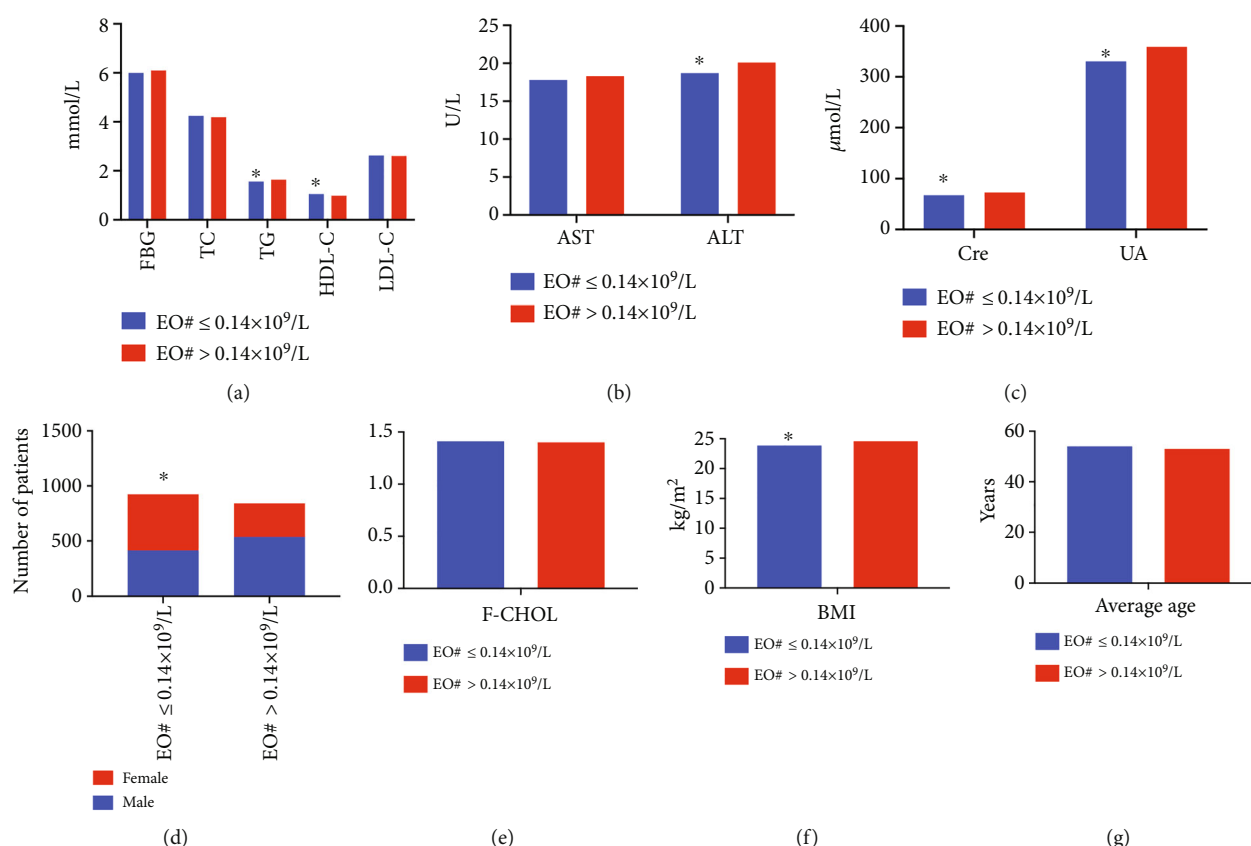 8
6
4
2
0
mmol/L
*
*
FBG
TC
TG
HDL-C
LDL-C
EO# ≤ 0.14×10⁹/L
EO# > 0.14×10⁹/L
(a)
25
20
15
10
5
0
U/L
*
AST
ALT
EO# ≤ 0.14×10⁹/L
EO# > 0.14×10⁹/L
(b)
400
300
200
100
0
μmol/L
*
*
Cre
UA
EO# ≤ 0.14×10⁹/L
EO# > 0.14×10⁹/L
(c)
1500
1000
500
0
Number of patients
*
EO# ≤ 0.14×10⁹/L
EO# > 0.14×10⁹/L
Female
Male
(d)
1.5
1.0
0.5
0.0
F-CHOL
EO# ≤ 0.14×10⁹/L
EO# > 0.14×10⁹/L
(e)
25
20
15
10
5
0
kg/m²
*
BMI
EO# ≤ 0.14×10⁹/L
EO# > 0.14×10⁹/L
(f)
60
40
20
0
Years
Average age
EO# ≤ 0.14×10⁹/L
EO# > 0.14×10⁹/L
(g)